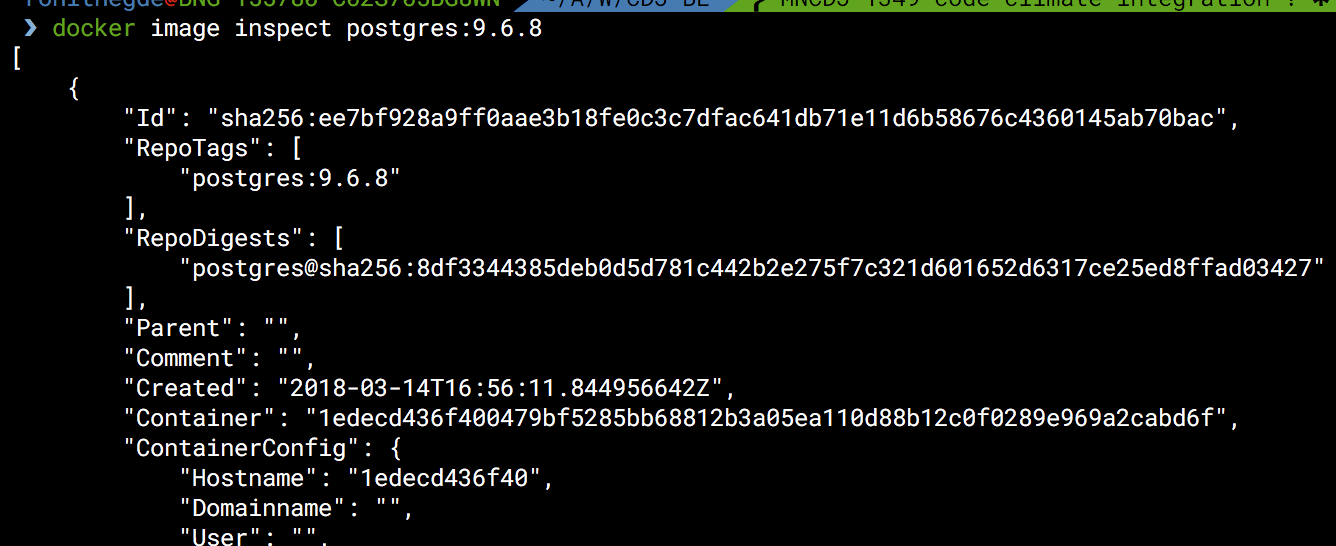 ❯ docker image inspect postgres:9.6.8
[
    {
        "Id": "sha256:ee7bf928a9ff0aae3b18fe0c3c7dfac641db71e11d6b58676c4360145ab70bac",
        "RepoTags": [
            "postgres:9.6.8"
        ],
        "RepoDigests": [
            "postgres@sha256:8df3344385deb0d5d781c442b2e275f7c321d601652d6317ce25ed8ffad03427"
        ],
        "Parent": "",
        "Comment": "",
        "Created": "2018-03-14T16:56:11.844956642Z",
        "Container": "1edecd436f400479bf5285bb68812b3a05ea110d88b12c0f0289e969a2cabd6f",
        "ContainerConfig": {
            "Hostname": "1edecd436f40",
            "Domainname": "",
            "User": "",